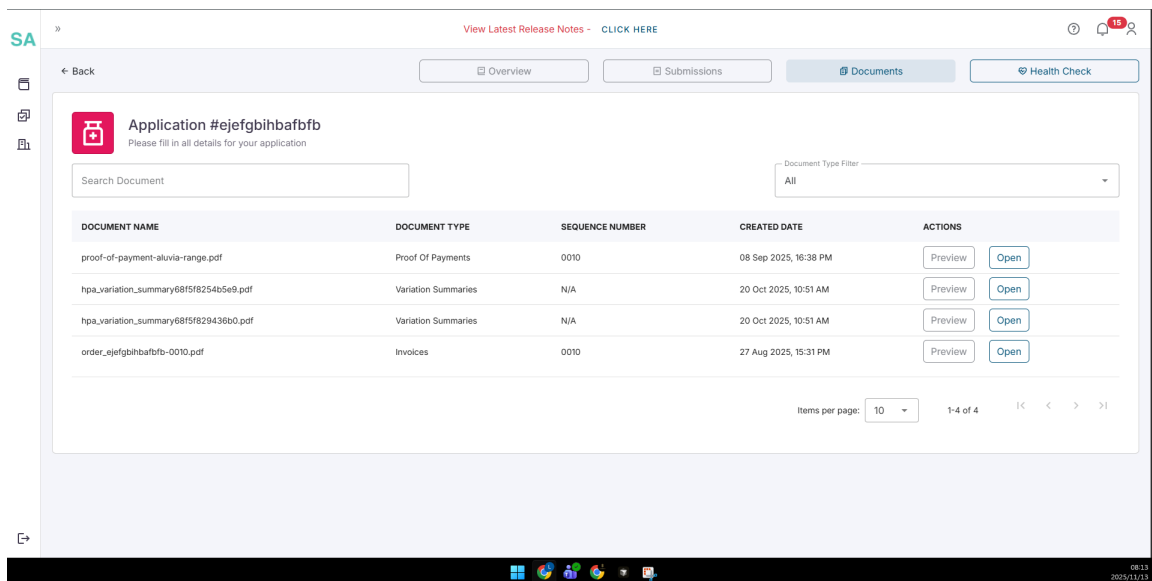 SA
» View Latest Release Notes - CLICK HERE 15
← Back Overview Submissions Documents Health Check
Application #ejefgbihbafbfb
Please fill in all details for your application
Document Type Filter
Search Document All
DOCUMENT NAME DOCUMENT TYPE SEQUENCE NUMBER CREATED DATE ACTIONS
proof-of-payment-aluvia-range.pdf Proof Of Payments 0010 08 Sep 2025, 16:38 PM Preview Open
hpa_variation_summary68f5f8254b5e9.pdf Variation Summaries N/A 20 Oct 2025, 10:51 AM Preview Open
hpa_variation_summary68f5f829436b0.pdf Variation Summaries N/A 20 Oct 2025, 10:51 AM Preview Open
order_ejefgbihbafbfb-0010.pdf Invoices 0010 27 Aug 2025, 15:31 PM Preview Open
Items per page: 10 1-4 of 4
08:13
2025/11/13